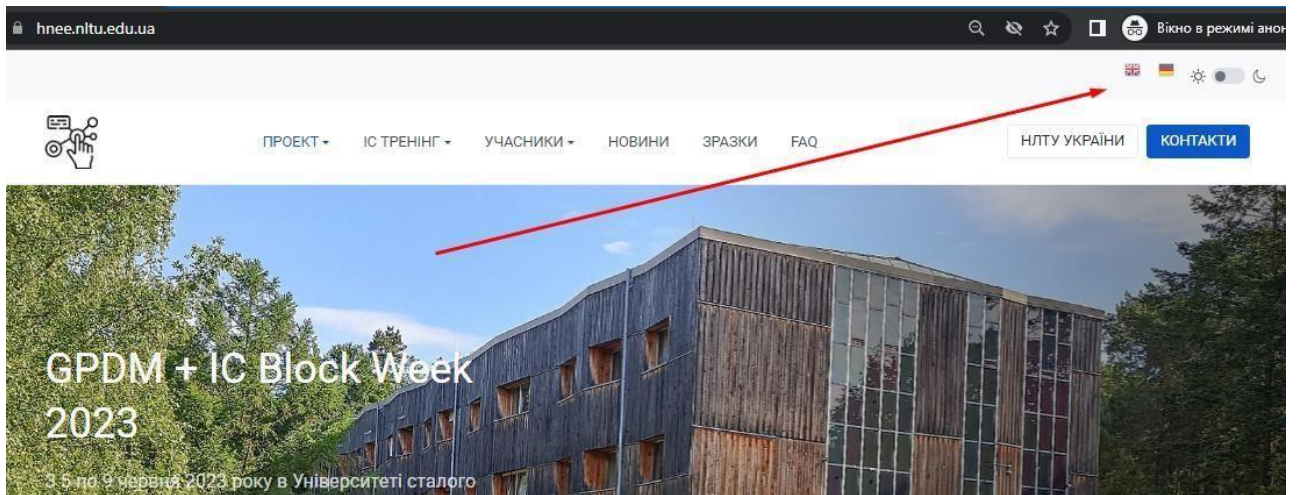 hnee.nltu.edu.ua
Вікно в режимі анон
ПРОЕКТ ІС ТРЕНІНГ УЧАСНИКИ НОВИНИ ЗРАЗКИ FAQ НЛТУ УКРАЇНИ КОНТАКТИ
GPDM + IC Block Week
2023
З 5 по 9 червня 2023 року в Університеті сталого